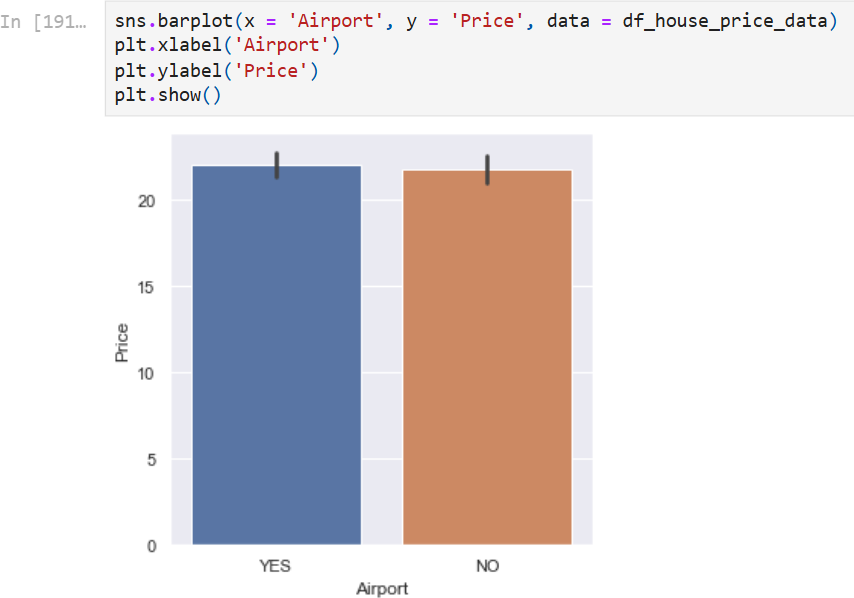 In [191…
sns.barplot(x = 'Airport', y = 'Price', data = df_house_price_data)
plt.xlabel('Airport')
plt.ylabel('Price')
plt.show()
20
15
10
5
0
Price
YES NO
Airport